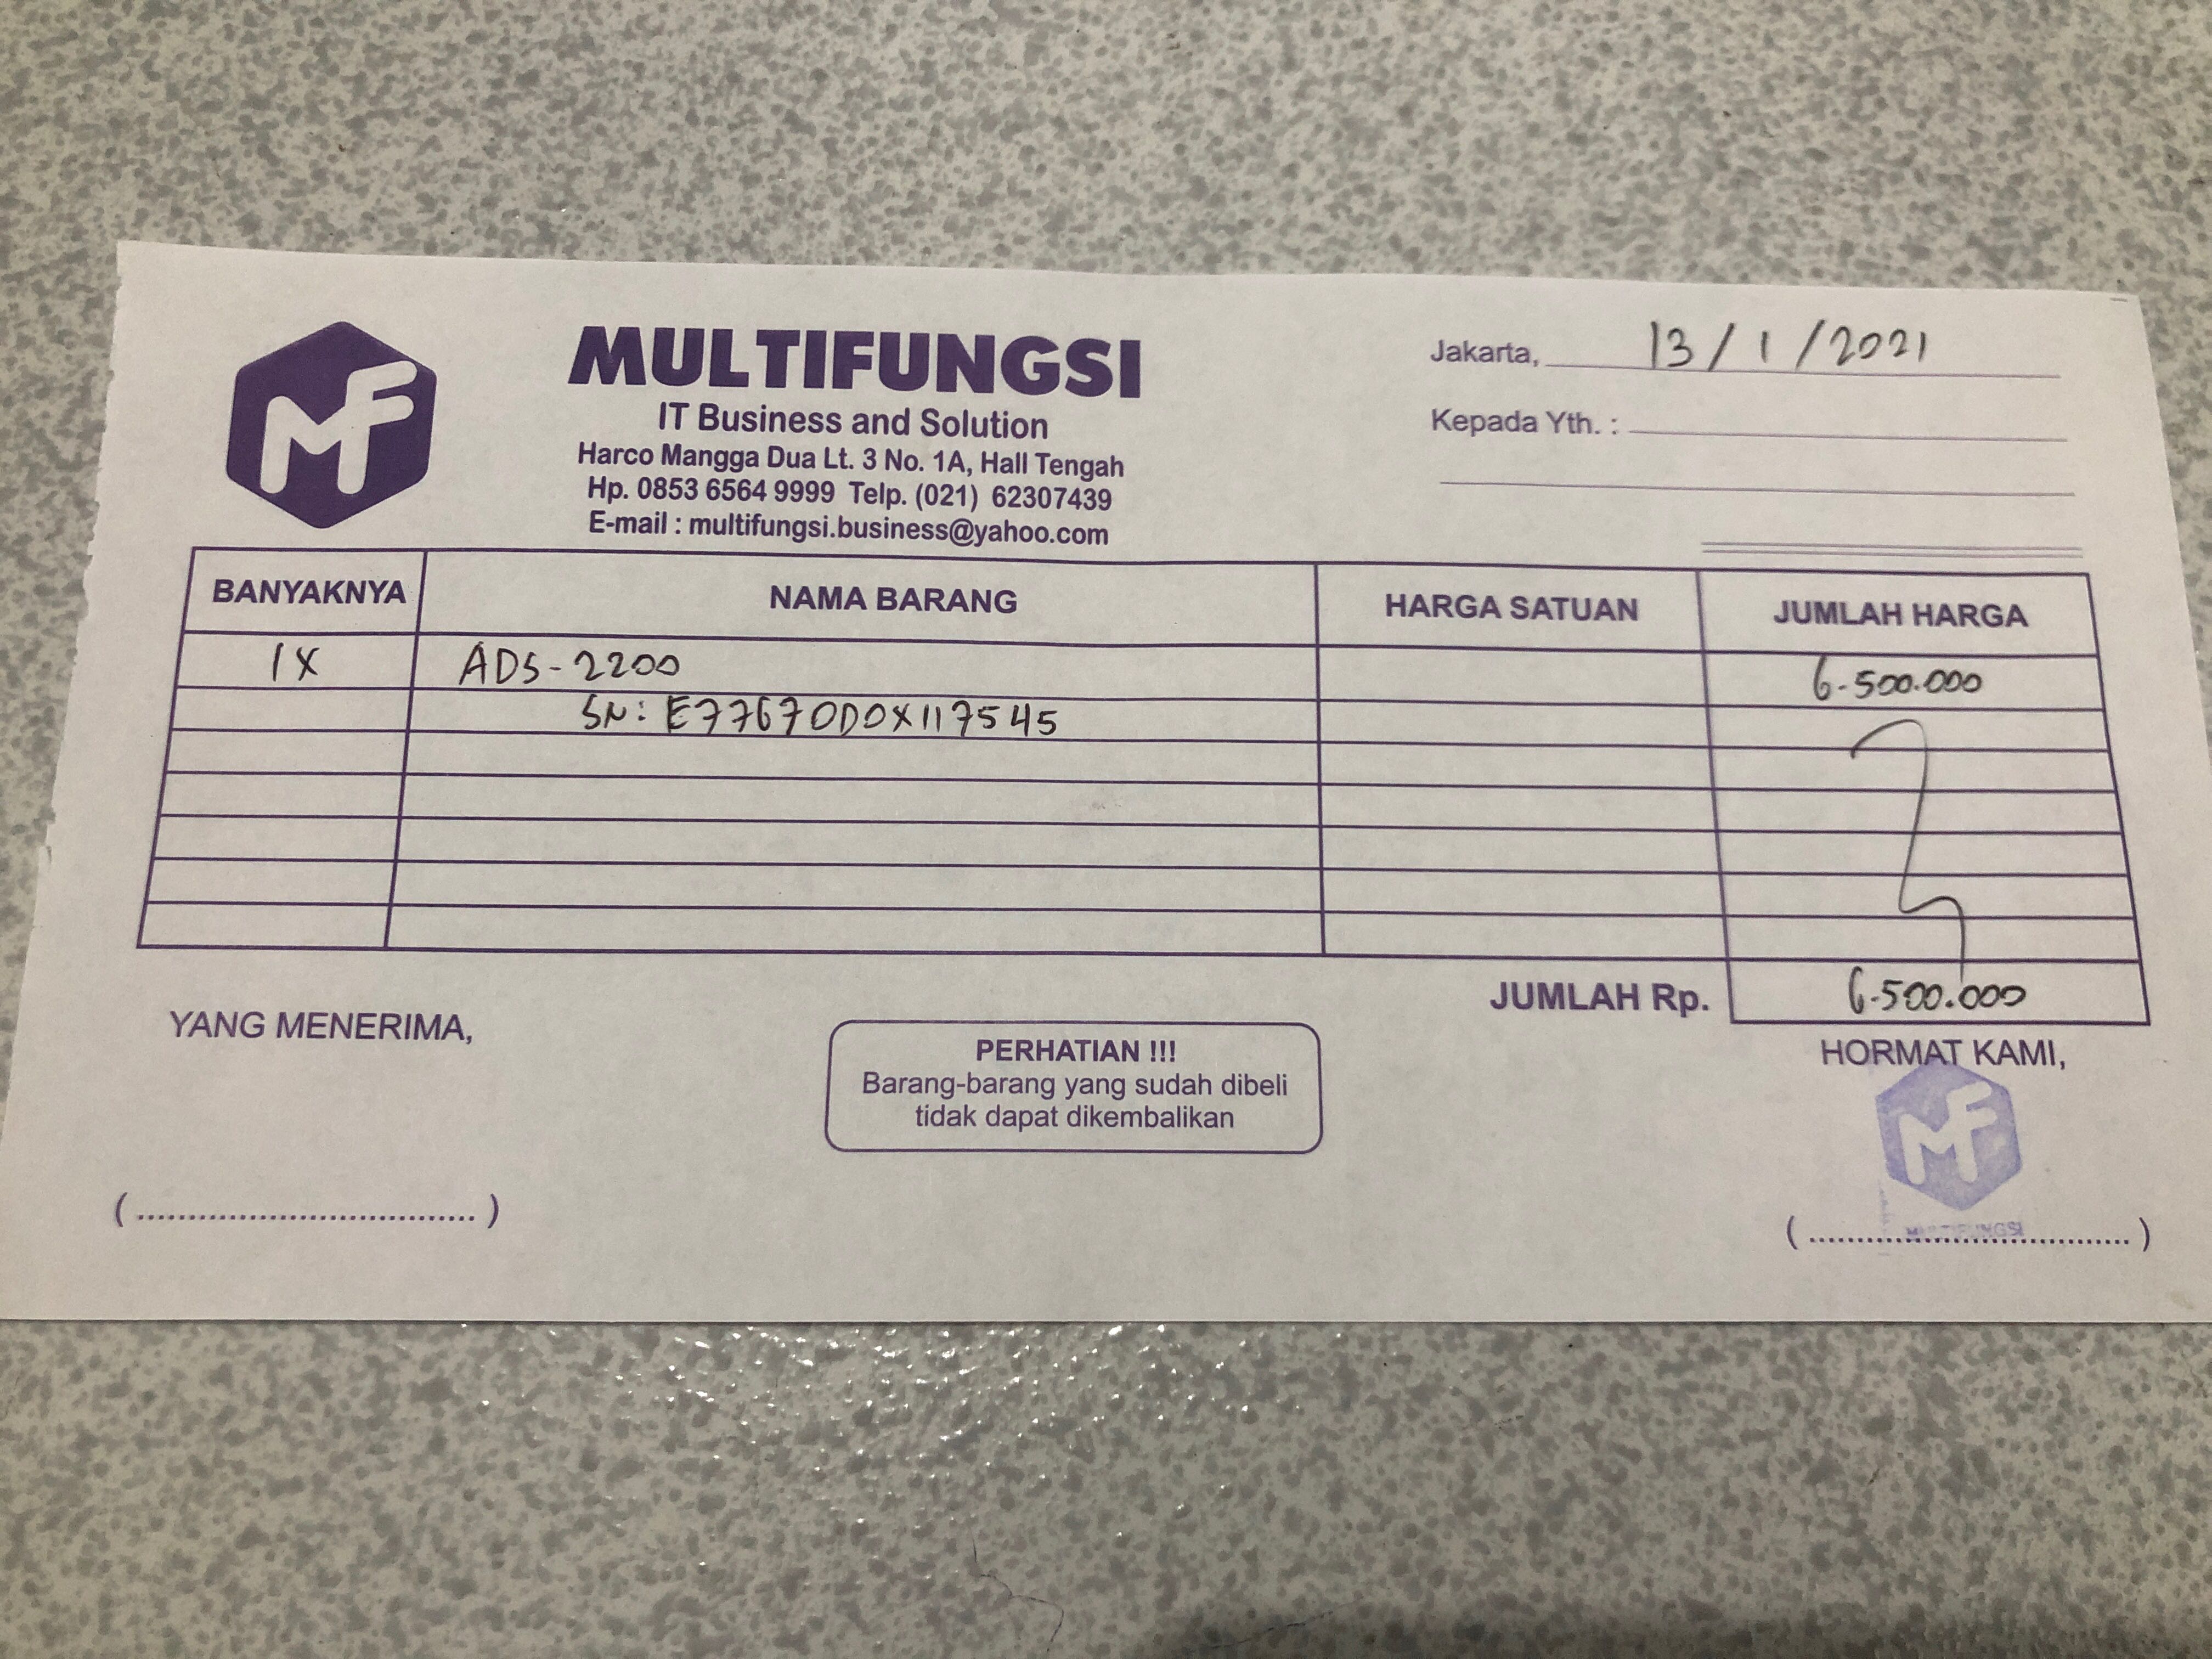 MF
MULTIFUNGSI
IT Business and Solution
Harco Mangga Dua Lt. 3 No. 1A, Hall Tengah
Hp. 0853 6564 9999 Telp. (021) 62307439
E-mail : multifungsi.business@yahoo.com
Jakarta, 13/1/2021
Kepada Yth. :
BANYAKNYA NAMA BARANG HARGA SATUAN JUMLAH HARGA
1X ADS-2200 6.500.000
SN: E77670D0X117545
JUMLAH Rp. 6.500.000
YANG MENERIMA,
PERHATIAN !!!
Barang-barang yang sudah dibeli
tidak dapat dikembalikan
HORMAT KAMI,
MF
MULTIFUNGSI
(..................................)
(..................................)